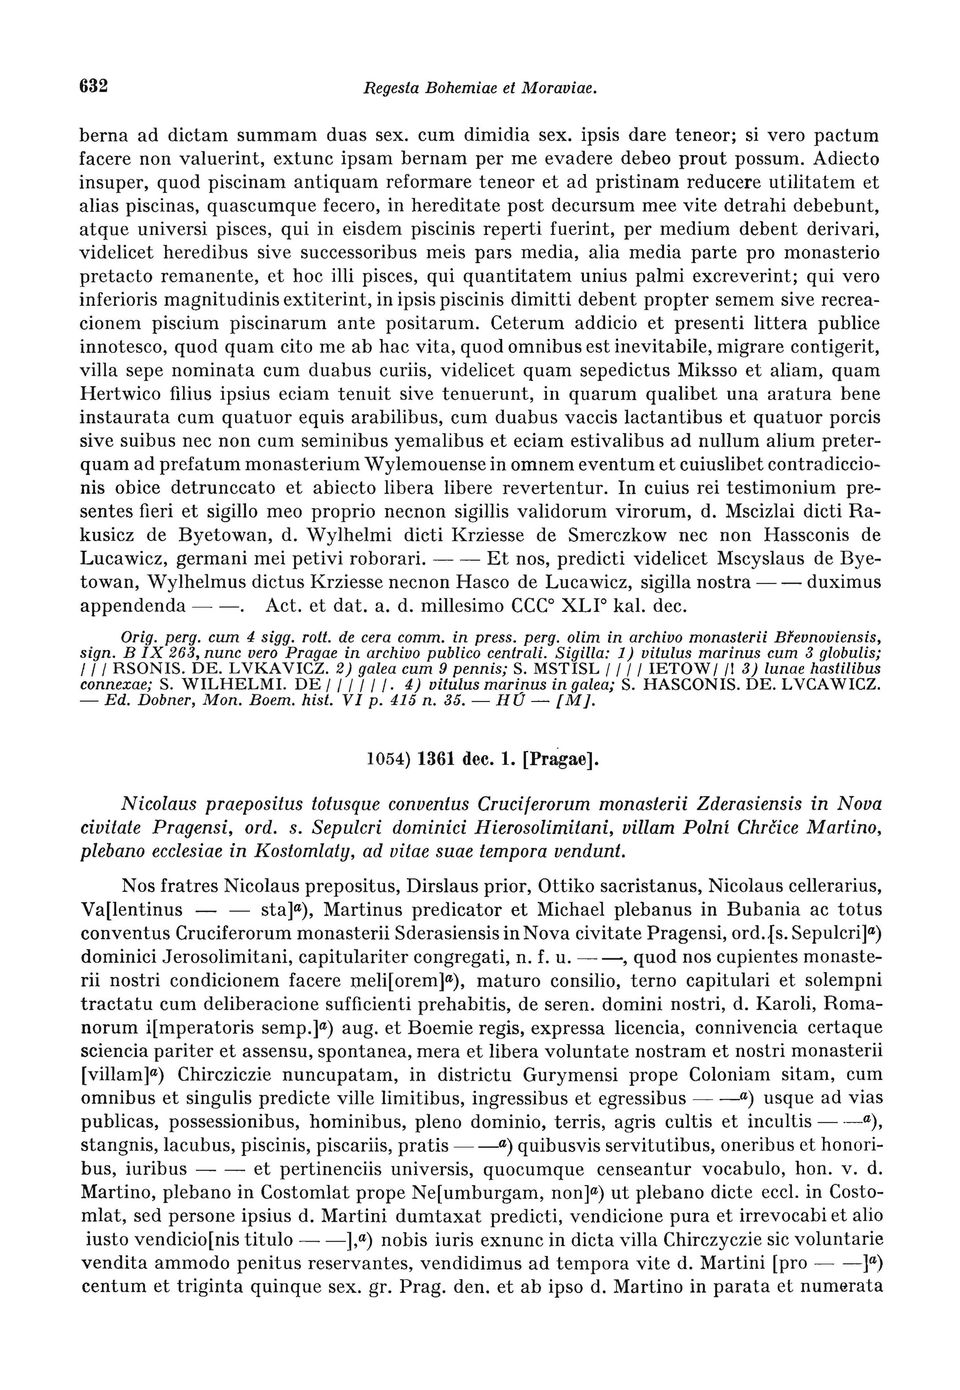 632
Regesta Bohemiae et Moraviae.
berna ad dictam summam duas sex. cum dimidia sex. ipsis dare teneor; si vero pactum
facere non valuerint, extunc ipsam bernam per me evadere debeo prout possum. Adiecto
insuper, quod piscinam antiquam reformare teneor et ad pristinam reducere utilitatem et
alias piscinas, quascumque fecero, in hereditate post decursum mee vite detrahi debebunt,
atque universi pisces, qui in eisdem piscinis reperti fuerint, per medium debent derivari,
videlicet heredibus sive successoribus meis pars media, alia media parte pro monasterio
pretacto remanente, et hoc illi pisces, qui quantitatem unius palmi excreverint; qui vero
inferioris magnitudinis extiterint, in ipsis piscinis dimitti debent propter semem sive recrea-
cionem piscium piscinarum ante positarum. Ceterum addicio et presenti littera publice
innotesco, quod quam cito me ab hac vita, quod omnibus est inevitabile, migrare contigerit,
villa sepe nominata cum duabus curiis, videlicet quam sepedictus Miksso et aliam, quam
Hertwico filius ipsius eciam tenuit sive tenuerunt, in quarum qualibet una aratura bene
instaurata cum quatuor equis arabilibus, cum duabus vaccis lactantibus et quatuor porcis
sive suibus nec non cum seminibus yemalibus et eciam estivalibus ad nullum alium preter-
quam ad prefatum monasterium Wylemouense in omnem eventum et cuiuslibet contradiccio-
nis obice detrunccato et abiecto libera libere revertentur. In cuius rei testimonium pre-
sentes fieri et sigillo meo proprio necnon sigillis validorum virorum, d. Mscizlai dicti Ra-
kusicz de Byetowan, d. Wylhelmi dicti Krziesse de Smerczkow nec non Hassconis de
Lucawicz, germani mei petivi roborari. — — Et nos, predicti videlicet Mscyslaus de Bye-
towan, Wylhelmus dictus Krziesse necnon Hasco de Lucawicz, sigilla nostra — — duximus
appendenda — —. Act. et dat. a. d. millesimo CCC° XLI° kal. dec.
Orig. perg. cum 4 sigg. rott. de cera comm. in press. perg. olim in archivo monasterii Břevnoviensis,
sign. B IX 263, nunc vero Pragae in archivo publico centrali. Sigilla: 1) vitulus marinus cum 3 globulis;
/ / / RSONIS. DE. LVKAVICZ. 2) galea cum 9 pennis; S. MSTISL / / / / IETOW/ /! 3) lunae hastilibus
connexae; S. WILHELMI. DE / / / / / /. 4) vitulus marinus in galea; S. HASCONIS. DE. LVCAWICZ.
— Ed. Dobner, Mon. Boem. hist. VI p. 415 n. 35. — HŮ — [M].
1054) 1361 dec. 1. [Pragae].
Nicolaus praepositus totusque conventus Cruciferorum monasterii Zderasiensis in Nova
civitate Pragensi, ord. s. Sepulcri dominici Hierosolimitani, villam Polní Chrčice Martino,
plebano ecclesiae in Kostomlaty, ad vitae suae tempora vendunt.
Nos fratres Nicolaus prepositus, Dirslaus prior, Ottiko sacristanus, Nicolaus cellerarius,
Va[lentinus — — sta]a), Martinus predicator et Michael plebanus in Bubania ac totus
conventus Cruciferorum monasterii Sderasiensis in Nova civitate Pragensi, ord. [s. Sepulcri]a)
dominici Jerosolimitani, capitulariter congregati, n. f. u. — —, quod nos cupientes monaste-
rii nostri condicionem facere meli[orem]a), maturo consilio, terno capitulari et solempni
tractatu cum deliberacione sufficienti prehabitis, de seren. domini nostri, d. Karoli, Roma-
norum i[mperatoris semp.]a) aug. et Boemie regis, expressa licencia, connivencia certaque
sciencia pariter et assensu, spontanea, mera et libera voluntate nostram et nostri monasterii
[villam]a) Chircziczie nuncupatam, in districtu Gurymensi prope Coloniam sitam, cum
omnibus et singulis predicte ville limitibus, ingressibus et egressibus — —a) usque ad vias
publicas, possessionibus, hominibus, pleno dominio, terris, agris cultis et incultis — —a),
stangnis, lacubus, piscinis, piscariis, pratis — —a) quibusvis servitutibus, oneribus et honori-
bus, iuribus — — et pertinenciis universis, quocumque censeantur vocabulo, hon. v. d.
Martino, plebano in Costomlat prope Ne[umburgam, non]a) ut plebano dicte eccl. in Costo-
mlat, sed persone ipsius d. Martini dumtaxat predicti, vendicione pura et irrevocabi et alio
iusto vendicio[nis titulo — —],a) nobis iuris exnunc in dicta villa Chirczyczie sic voluntarie
vendita ammodo penitus reservantes, vendidimus ad tempora vite d. Martini [pro — —]a)
centum et triginta quinque sex. gr. Prag. den. et ab ipso d. Martino in parata et numerata